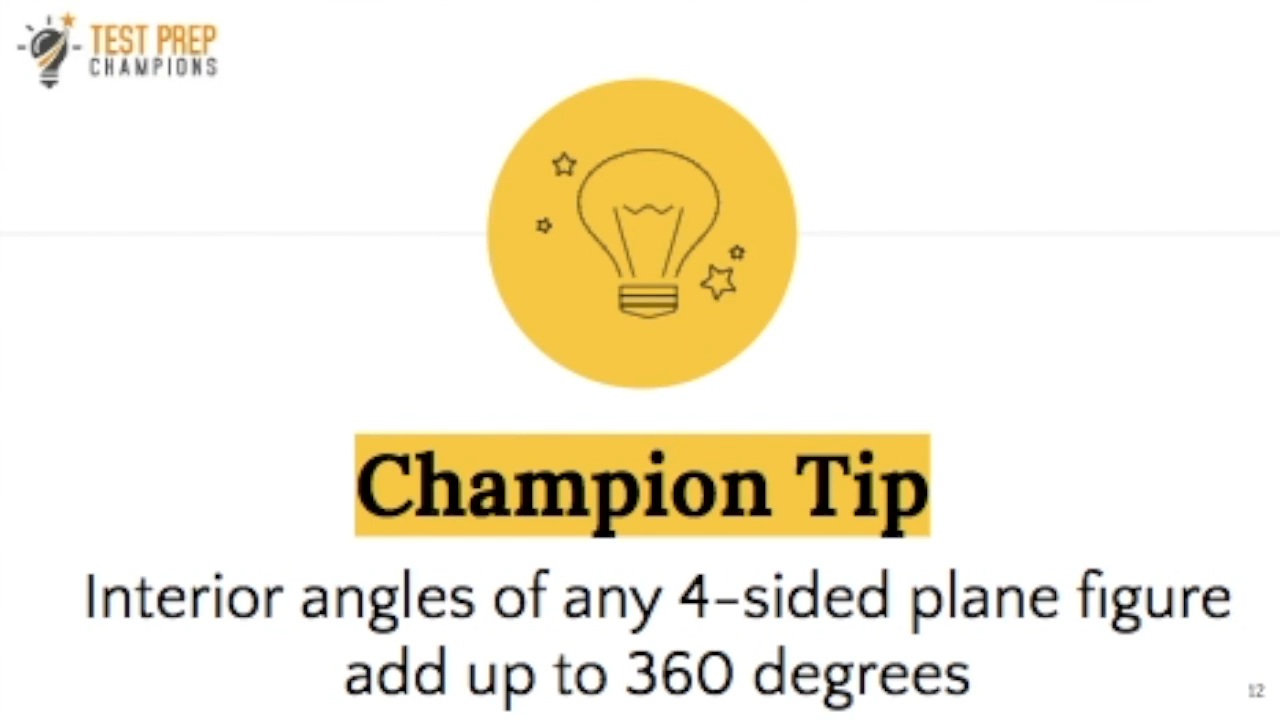 TEST PREP
CHAMPIONS
Champion Tip
Interior angles of any 4-sided plane figure
add up to 360 degrees
12